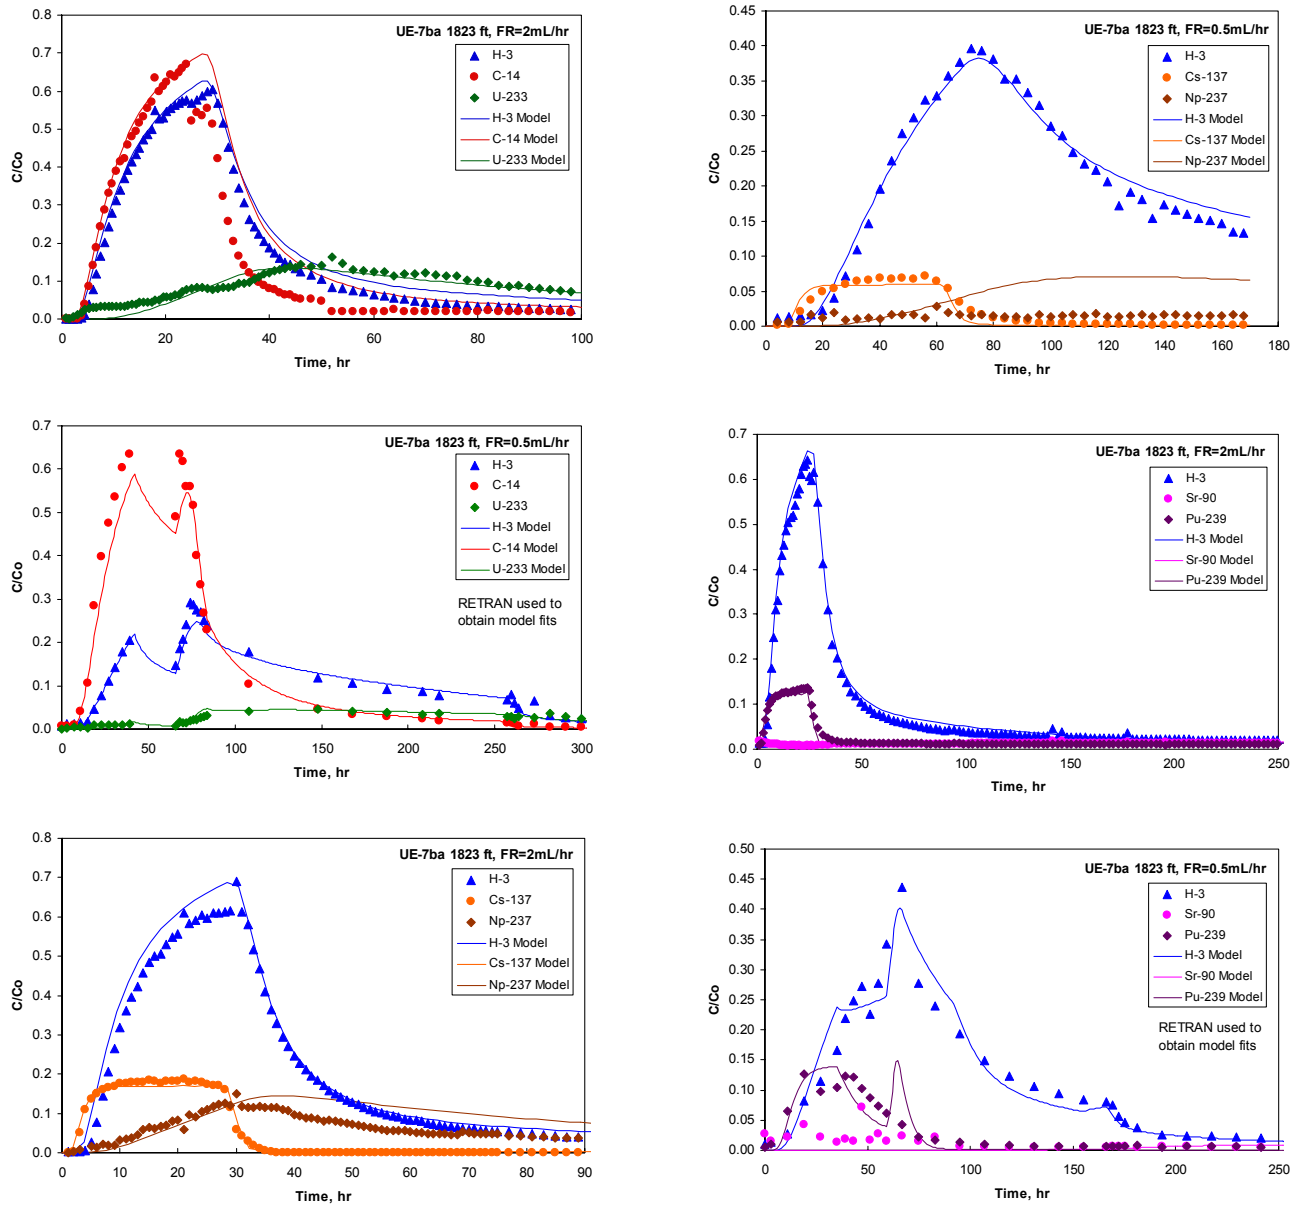 UE-7ba 1823 ft, FR=2mL/hr
H-3
C-14
U-233
H-3 Model
C-14 Model
U-233 Model
0.8
0.7
0.6
0.5
0.4
0.3
0.2
0.1
0.0
C/Co
0 20 40 60 80 100
Time, hr
UE-7ba 1823 ft, FR=0.5mL/hr
H-3
Cs-137
Np-237
H-3 Model
Cs-137 Model
Np-237 Model
0.45
0.40
0.35
0.30
0.25
0.20
0.15
0.10
0.05
0.00
C/Co
0 20 40 60 80 100 120 140 160 180
Time, hr
UE-7ba 1823 ft, FR=0.5mL/hr
H-3
C-14
U-233
H-3 Model
C-14 Model
U-233 Model
RETRAN used to
obtain model fits
0.7
0.6
0.5
0.4
0.3
0.2
0.1
0.0
C/Co
0 50 100 150 200 250 300
Time, hr
UE-7ba 1823 ft, FR=2mL/hr
H-3
Sr-90
Pu-239
H-3 Model
Sr-90 Model
Pu-239 Model
0.7
0.6
0.5
0.4
0.3
0.2
0.1
0.0
C/Co
0 50 100 150 200 250
Time, hr
UE-7ba 1823 ft, FR=2mL/hr
H-3
Cs-137
Np-237
H-3 Model
Cs-137 Model
Np-237 Model
0.8
0.7
0.6
0.5
0.4
0.3
0.2
0.1
0.0
C/Co
0 10 20 30 40 50 60 70 80 90
Time, hr
UE-7ba 1823 ft, FR=0.5mL/hr
H-3
Sr-90
Pu-239
H-3 Model
Sr-90 Model
Pu-239 Model
RETRAN used to
obtain model fits
0.50
0.45
0.40
0.35
0.30
0.25
0.20
0.15
0.10
0.05
0.00
C/Co
0 50 100 150 200 250
Time, hr